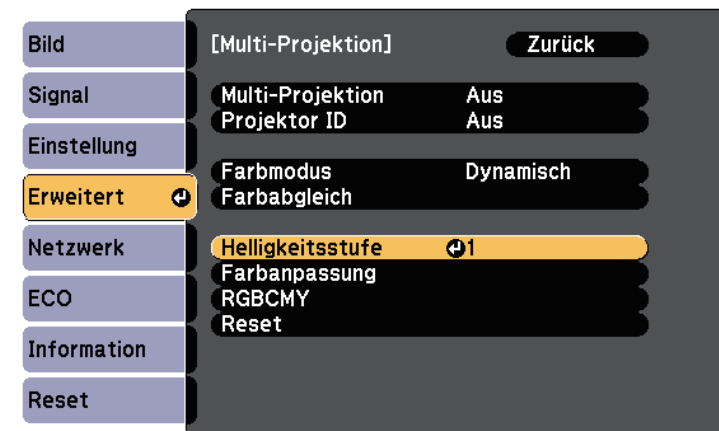 Bild
Signal
Einstellung
Erweitert
Netzwerk
ECO
Information
Reset
[Multi-Projektion] Zurück
Multi-Projektion Aus
Projektor ID Aus
Farbmodus Dynamisch
Farbabgleich
Helligkeitsstufe 1
Farbanpassung
RGBCMY
Reset